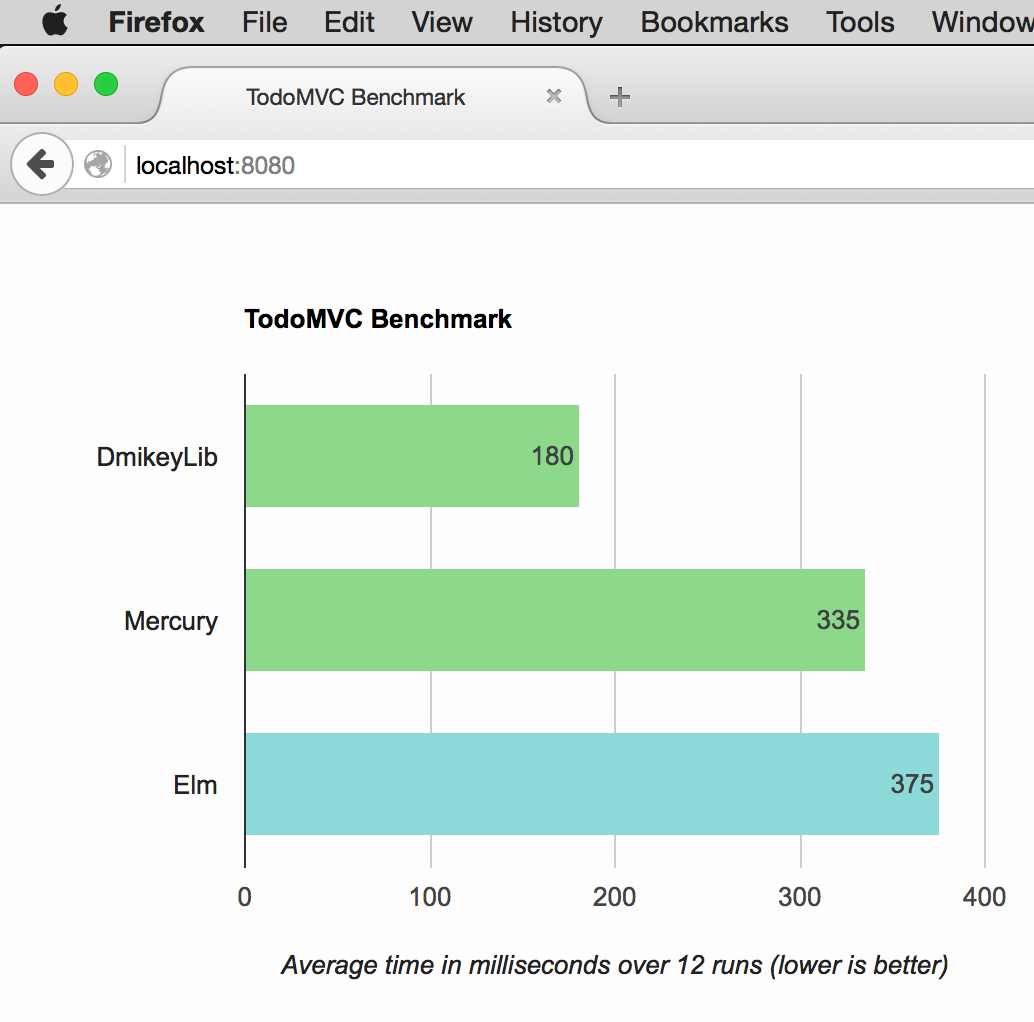 Firefox File Edit View History Bookmarks Tools Window
TodoMVC Benchmark
localhost:8080
TodoMVC Benchmark
DmikeyLib 180
Mercury 335
Elm 375
0 100 200 300 400
Average time in milliseconds over 12 runs (lower is better)